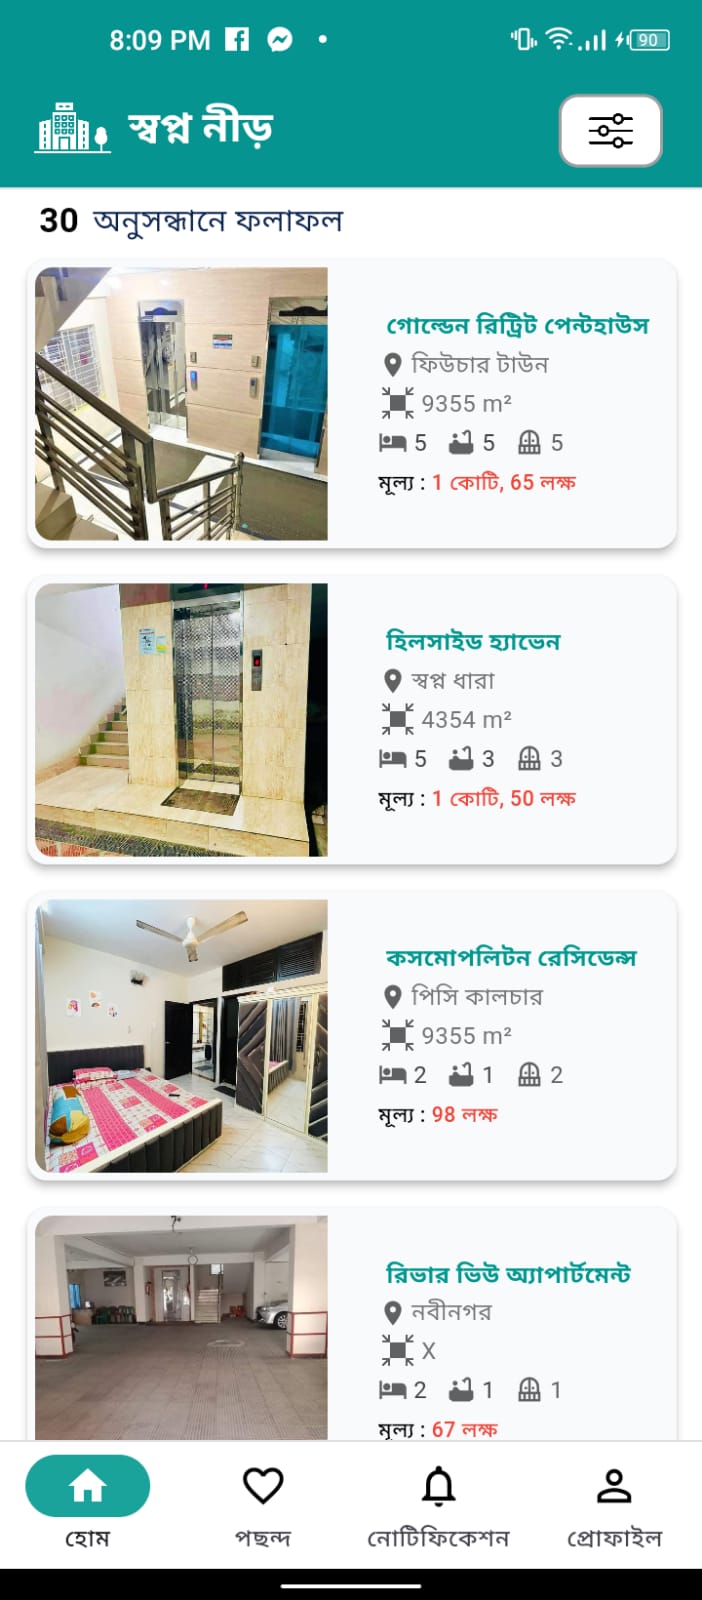 8:09 PM
90
স্বপ্ন নীড়
30 অনুসন্ধানে ফলাফল
গোল্ডেন রিট্রিট পেন্টহাউস
ফিউচার টাউন
9355 m²
5 5 5
মূল্য : 1 কোটি, 65 লক্ষ
হিলসাইড হ্যাভেন
স্বপ্ন ধারা
4354 m²
5 3 3
মূল্য : 1 কোটি, 50 লক্ষ
কসমোপলিটন রেসিডেন্স
পিসি কালচার
9355 m²
2 1 2
মূল্য : 98 লক্ষ
রিভার ভিউ অ্যাপার্টমেন্ট
নবীনগর
X
2 1 1
মূল্য : 67 লক্ষ
হোম পছন্দ নোটিফিকেশন প্রোফাইল